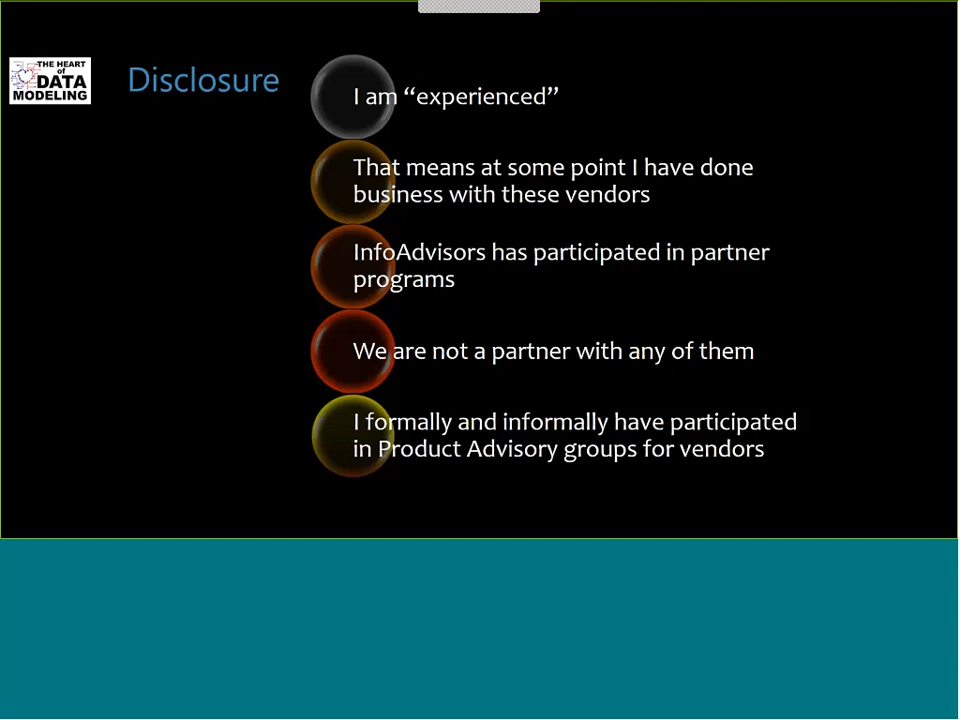 THE HEART
of
DATA
MODELING
Disclosure
I am “experienced”
That means at some point I have done
business with these vendors
InfoAdvisors has participated in partner
programs
We are not a partner with any of them
I formally and informally have participated
in Product Advisory groups for vendors